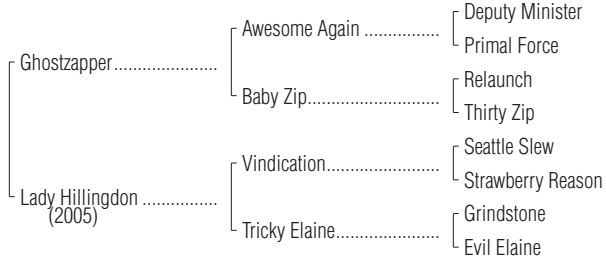 Deputy Minister
Awesome Again ................
Primal Force
Ghostzapper......................
Relaunch
Baby Zip............................
Thirty Zip
Seattle Slew
Vindication........................
Strawberry Reason
Lady Hillingdon ................
(2005)
Grindstone
Tricky Elaine......................
Evil Elaine